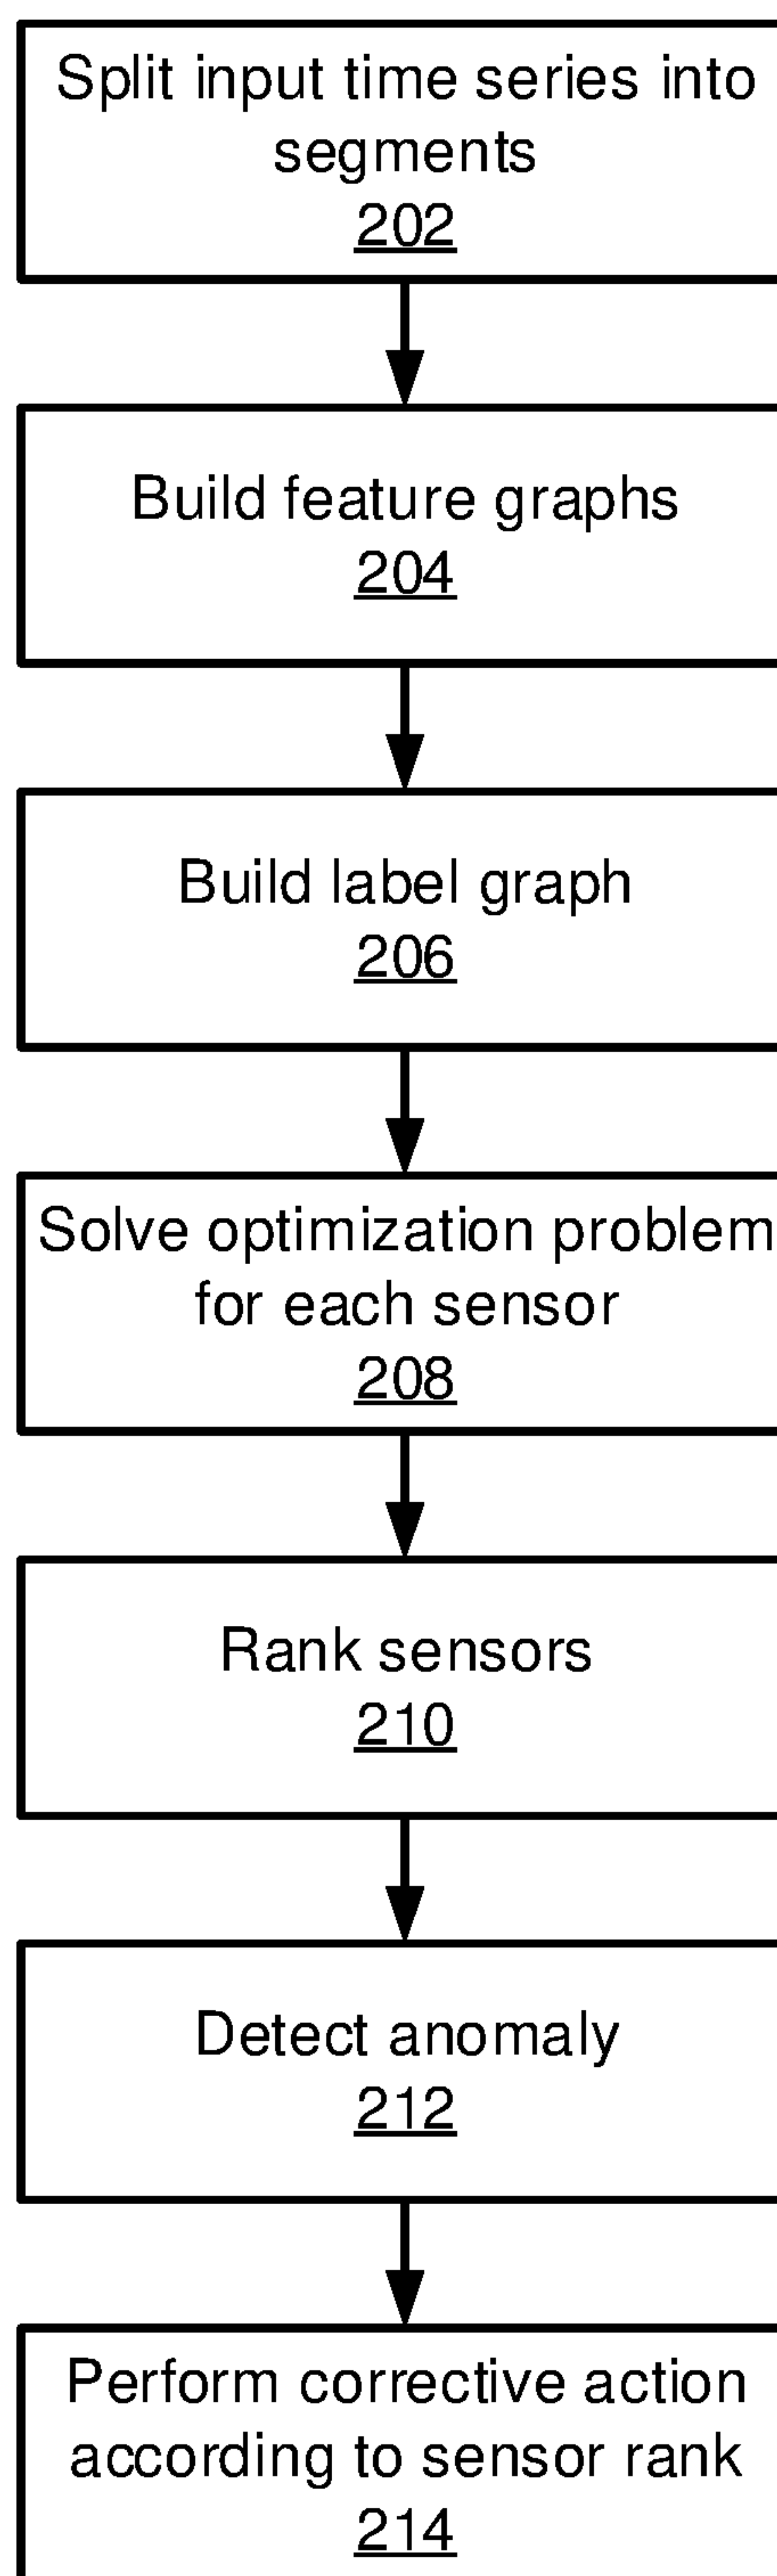 Split input time series into
segments
202
Build feature graphs
204
Build label graph
206
Solve optimization problem
for each sensor
208
Rank sensors
210
Detect anomaly
212
Perform corrective action
according to sensor rank
214